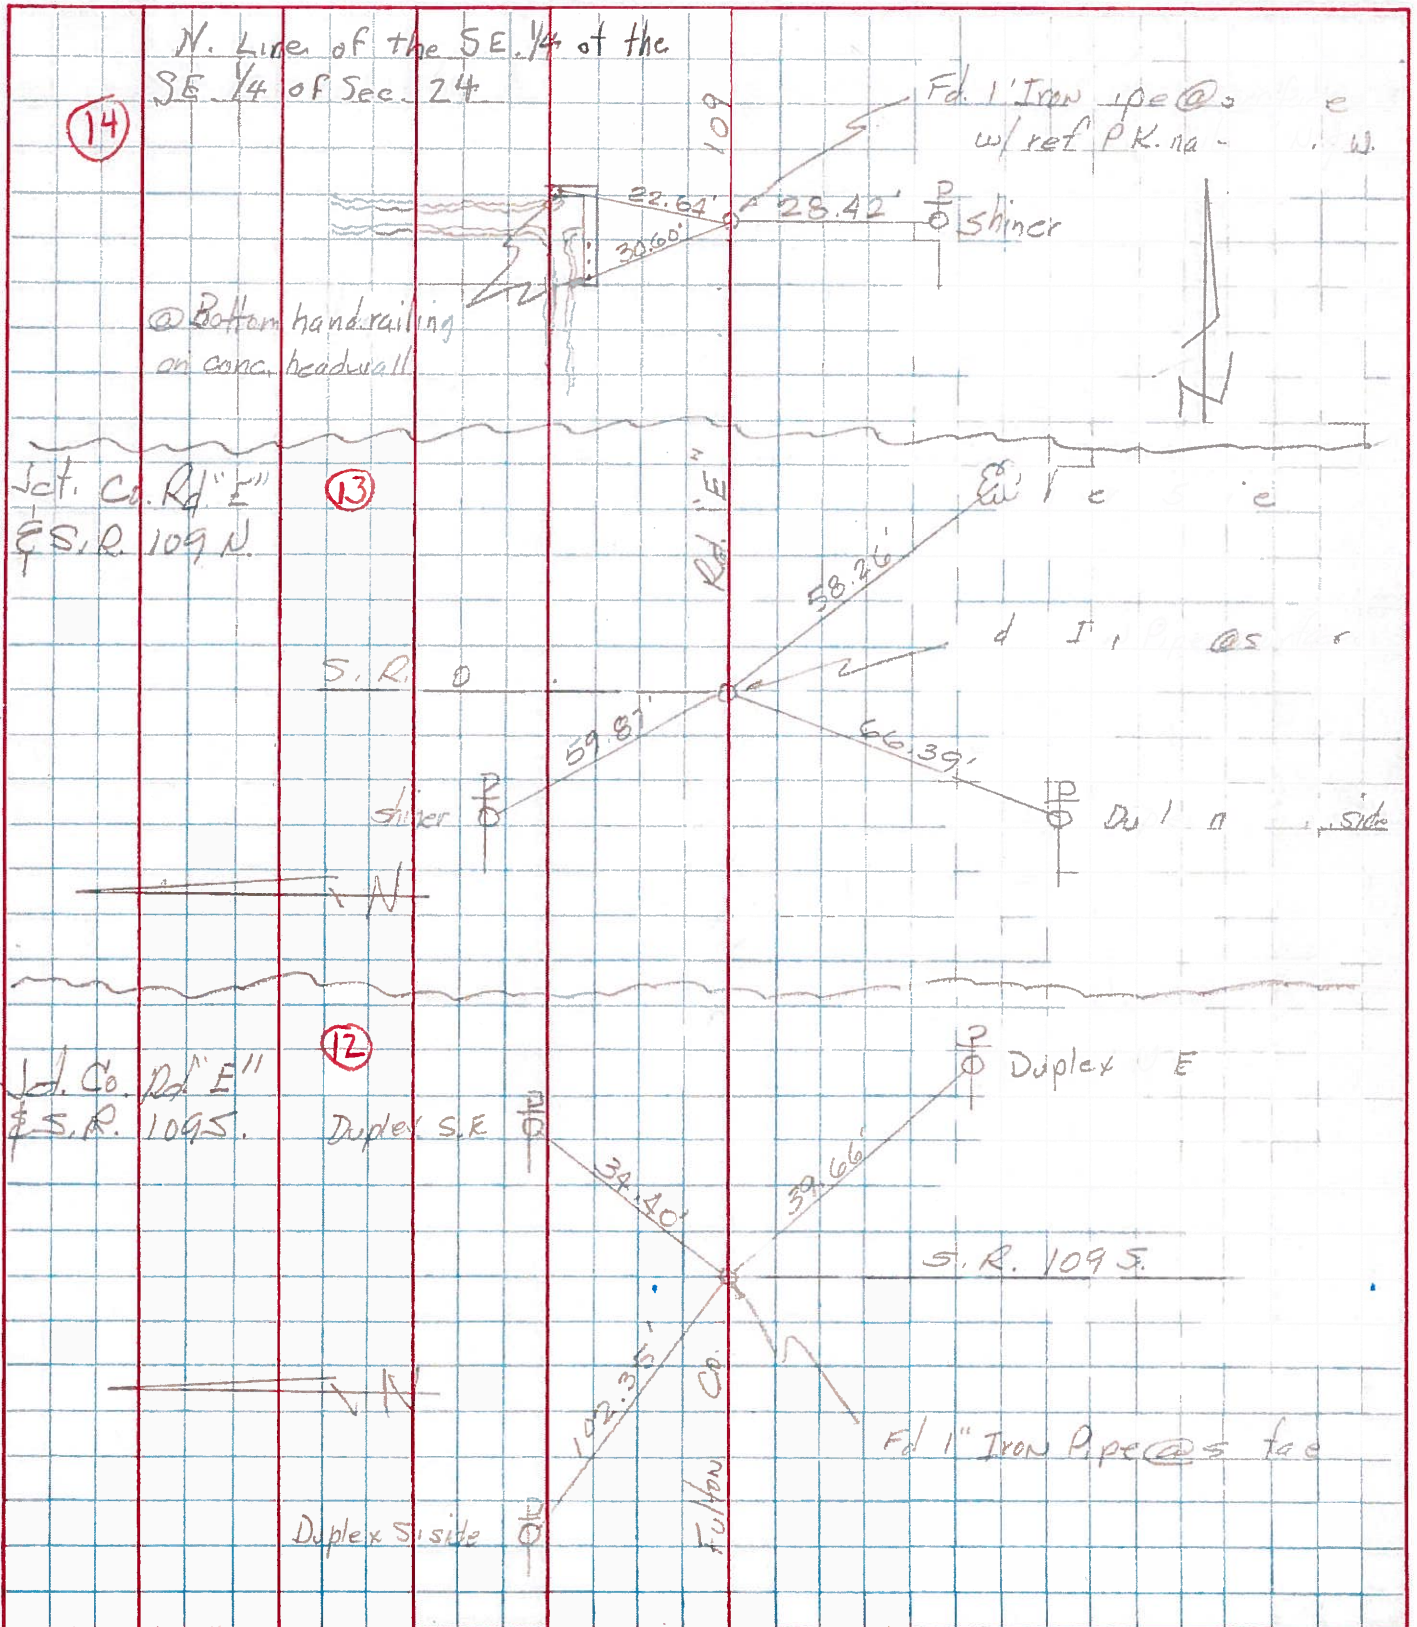 N. Line of the SE. 1/4 of the
SE 1/4 of Sec. 24
14
109
Fd. 1" Iron @s
w/ ref P.K. W.
22.62'
28.42'
P
shiner
30.60'
@ Bottom handrailing
on conc. headwall
N
Jct. Co. Rd "E"
& S.R. 109 N.
13
Rd. "E"
58.26'
@s
S.R.
59.87'
66.39'
shiner
P
P
side
N
12
Jct. Co. Rd "E"
& S.R. 109 S.
P
Duplex E
Duplex S.E
34.40'
39.66'
S.R. 109 S.
102.35'
Co.
N
Fd 1" Iron Pipe @
Fulton
Duplex S. side